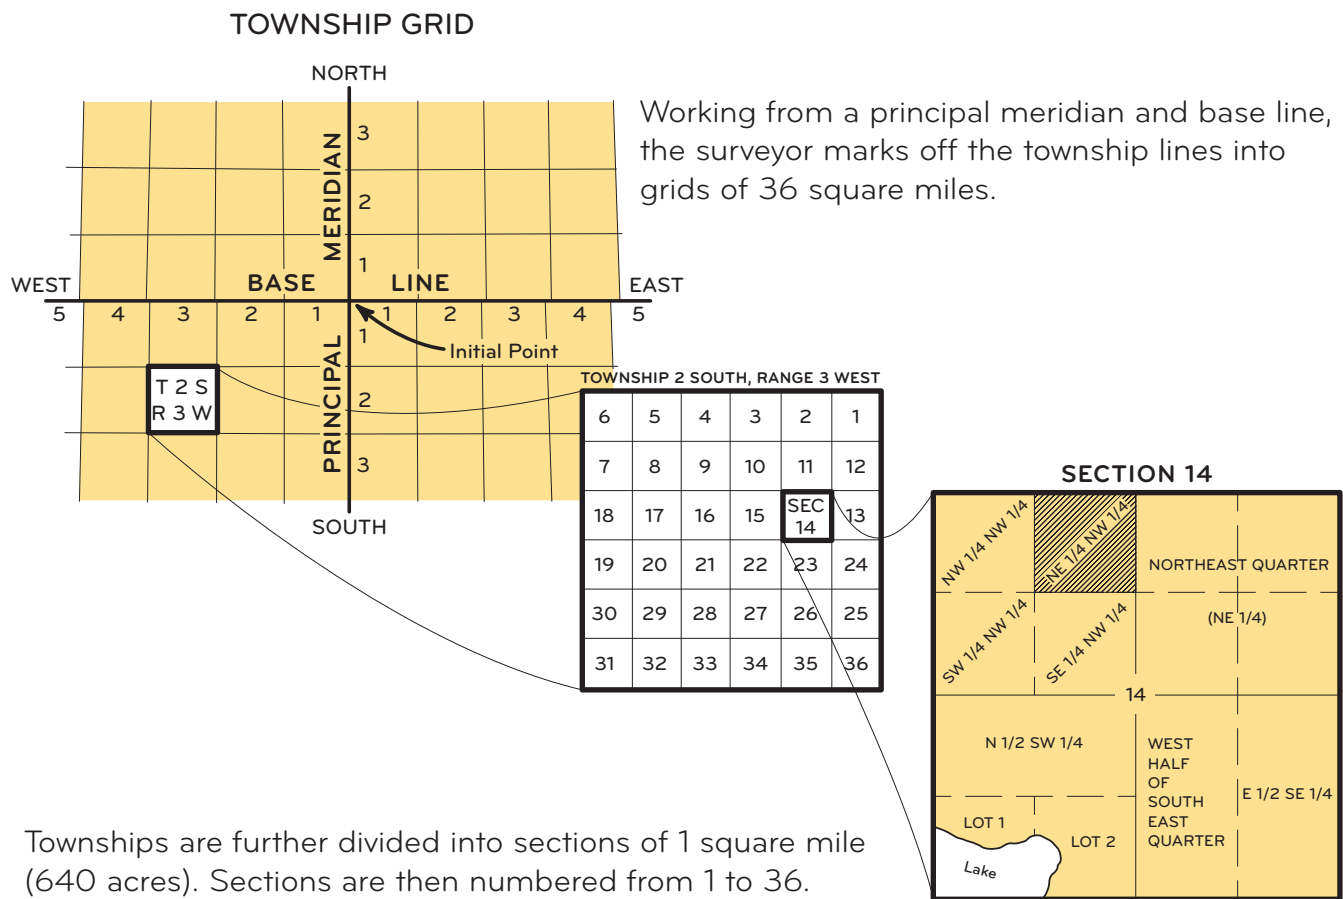 TOWNSHIP GRID
NORTH
Working from a principal meridian and base line,
the surveyor marks off the township lines into
grids of 36 square miles.
3
2
1
MERIDIAN
WEST
BASE
LINE
EAST
5
4
3
2
1
1
2
3
4
5
PRINCIPAL
1
2
3
Initial Point
T 2 S
R 3 W
SOUTH
TOWNSHIP 2 SOUTH, RANGE 3 WEST
6 5 4 3 2 1
7 8 9 10 11 12
18 17 16 15 SEC 14 13
19 20 21 22 23 24
30 29 28 27 26 25
31 32 33 34 35 36
SECTION 14
NW 1/4 NW 1/4
NE 1/4 NW 1/4
NORTHEAST QUARTER
(NE 1/4)
SW 1/4 NW 1/4
SE 1/4 NW 1/4
14
N 1/2 SW 1/4
WEST
HALF
OF
SOUTH
EAST
QUARTER
E 1/2 SE 1/4
LOT 1
LOT 2
Lake
Townships are further divided into sections of 1 square mile
(640 acres). Sections are then numbered from 1 to 36.